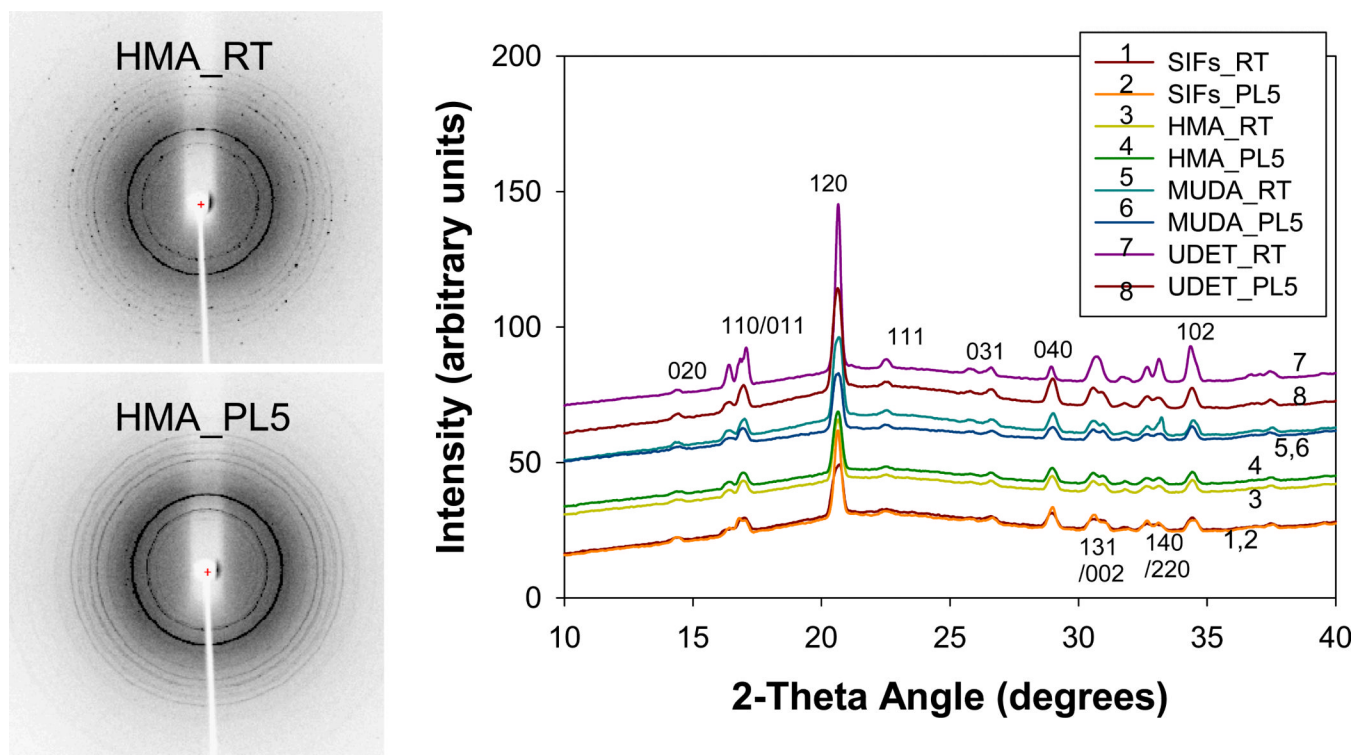 HMA_RT
HMA_PL5
Intensity (arbitrary units)
200
150
100
50
0
10
15
20
25
30
35
40
2-Theta Angle (degrees)
1 SIFs_RT
2 SIFs_PL5
3 HMA_RT
4 HMA_PL5
5 MUDA_RT
6 MUDA_PL5
7 UDET_RT
8 UDET_PL5
120
110/011
111
020
031
040
102
7
8
5,6
4
3
1,2
131
/002
140
/220